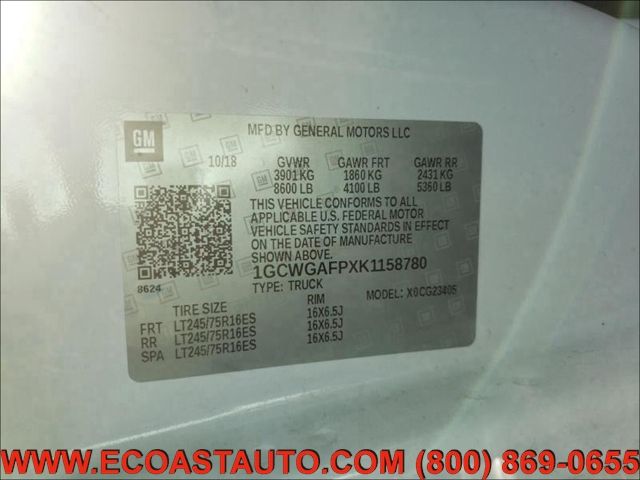 GM
MFD BY GENERAL MOTORS LLC
10/18 GVWR GAWR FRT GAWR RR
3901 KG 1860 KG 2431 KG
8600 LB 4100 LB 5360 LB
THIS VEHICLE CONFORMS TO ALL
APPLICABLE U.S. FEDERAL MOTOR
VEHICLE SAFETY STANDARDS IN EFFECT
ON THE DATE OF MANUFACTURE SHOWN ABOVE.
8624 1GCWGAFPXK1158780
TYPE: TRUCK MODEL: X0CG23405
TIRE SIZE RIM
FRT LT245/75R16ES 16X6.5J
RR LT245/75R16ES 16X6.5J
SPA LT245/75R16ES 16X6.5J
WWW.ECOASTAUTO.COM (800) 869-0655